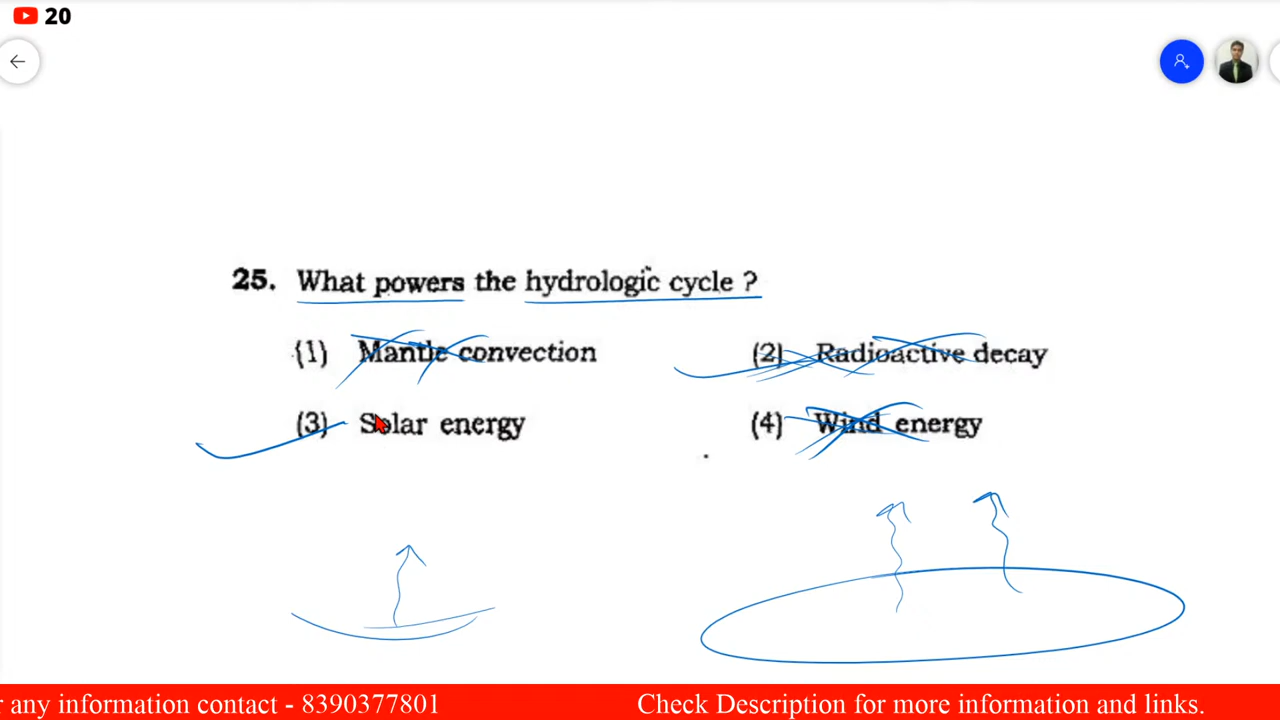 20
25. What powers the hydrologic cycle ?
(1) Mantle convection
(2) Radioactive decay
(3) Solar energy
(4) Wind energy
r any information contact - 8390377801
Check Description for more information and links.